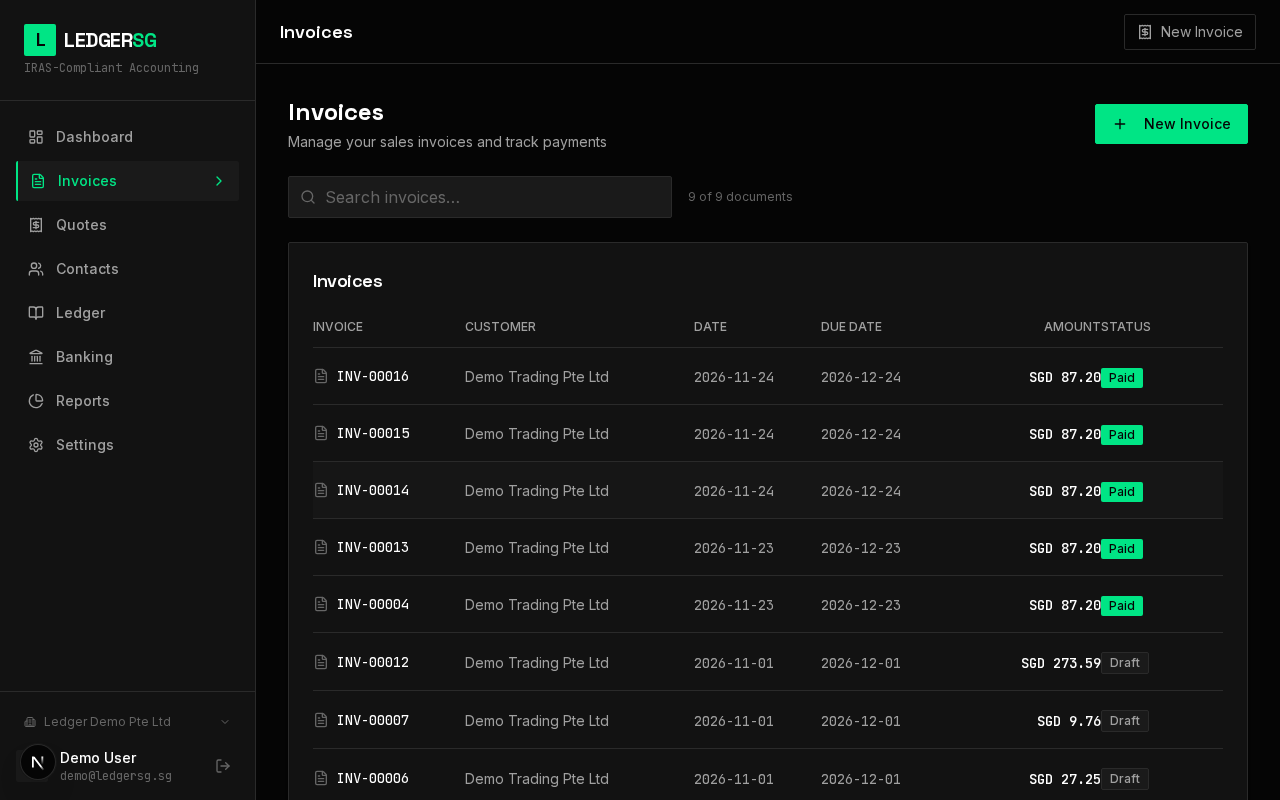 L LEDGERSG
IRAS-Compliant Accounting
Dashboard
Invoices
Quotes
Contacts
Ledger
Banking
Reports
Settings
Ledger Demo Pte Ltd
N Demo User
demo@ledgersg.sg
Invoices New Invoice
Invoices
Manage your sales invoices and track payments
New Invoice
Search invoices... 9 of 9 documents
Invoices
INVOICE CUSTOMER DATE DUE DATE AMOUNT STATUS
INV-00016 Demo Trading Pte Ltd 2026-11-24 2026-12-24 SGD 87.20 Paid
INV-00015 Demo Trading Pte Ltd 2026-11-24 2026-12-24 SGD 87.20 Paid
INV-00014 Demo Trading Pte Ltd 2026-11-24 2026-12-24 SGD 87.20 Paid
INV-00013 Demo Trading Pte Ltd 2026-11-23 2026-12-23 SGD 87.20 Paid
INV-00004 Demo Trading Pte Ltd 2026-11-23 2026-12-23 SGD 87.20 Paid
INV-00012 Demo Trading Pte Ltd 2026-11-01 2026-12-01 SGD 273.59 Draft
INV-00007 Demo Trading Pte Ltd 2026-11-01 2026-12-01 SGD 9.76 Draft
INV-00006 Demo Trading Pte Ltd 2026-11-01 2026-12-01 SGD 27.25 Draft